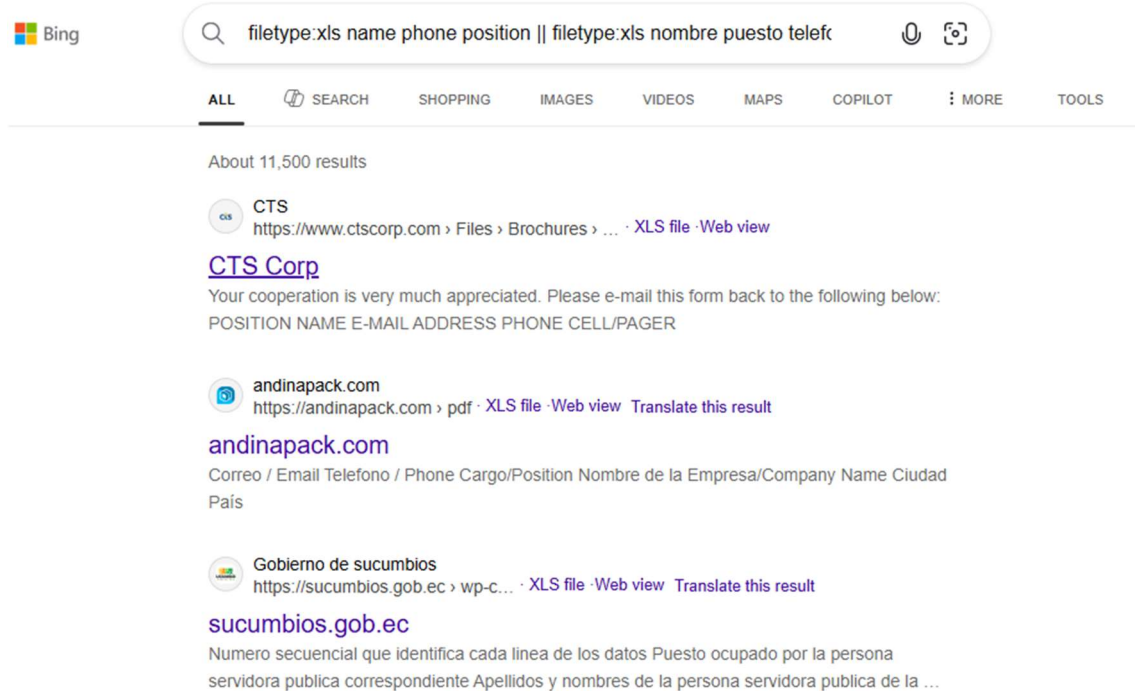 Bing
filetype:xls name phone position || filetype:xls nombre puesto telefo
ALL SEARCH SHOPPING IMAGES VIDEOS MAPS COPILOT MORE TOOLS
About 11,500 results
CTS
https://www.ctscorp.com › Files › Brochures › … · XLS file · Web view
CTS Corp
Your cooperation is very much appreciated. Please e-mail this form back to the following below:
POSITION NAME E-MAIL ADDRESS PHONE CELL/PAGER
andinapack.com
https://andinapack.com › pdf · XLS file · Web view Translate this result
andinapack.com
Correo / Email Telefono / Phone Cargo/Position Nombre de la Empresa/Company Name Ciudad
País
Gobierno de sucumbios
https://sucumbios.gob.ec › wp-c… · XLS file · Web view Translate this result
sucumbios.gob.ec
Numero secuencial que identifica cada linea de los datos Puesto ocupado por la persona
servidora publica correspondiente Apellidos y nombres de la persona servidora publica de la …